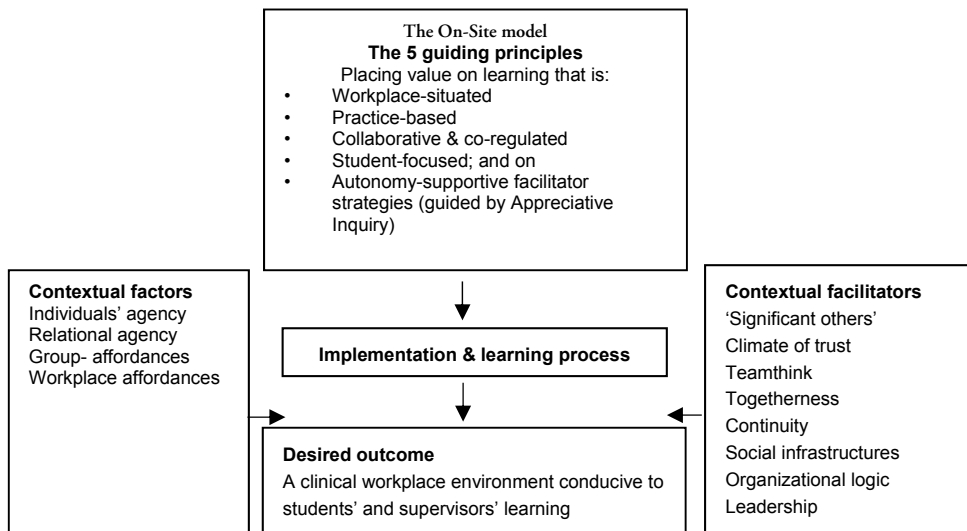 The On-Site model
The 5 guiding principles
Placing value on learning that is:
• Workplace-situated
• Practice-based
• Collaborative & co-regulated
• Student-focused; and on
• Autonomy-supportive facilitator
strategies (guided by Appreciative
Inquiry)
Contextual factors
Individuals' agency
Relational agency
Group- affordances
Workplace affordances
Implementation & learning process
Contextual facilitators
‘Significant others’
Climate of trust
Teamthink
Togetherness
Continuity
Social infrastructures
Organizational logic
Leadership
Desired outcome
A clinical workplace environment conducive to
students’ and supervisors’ learning